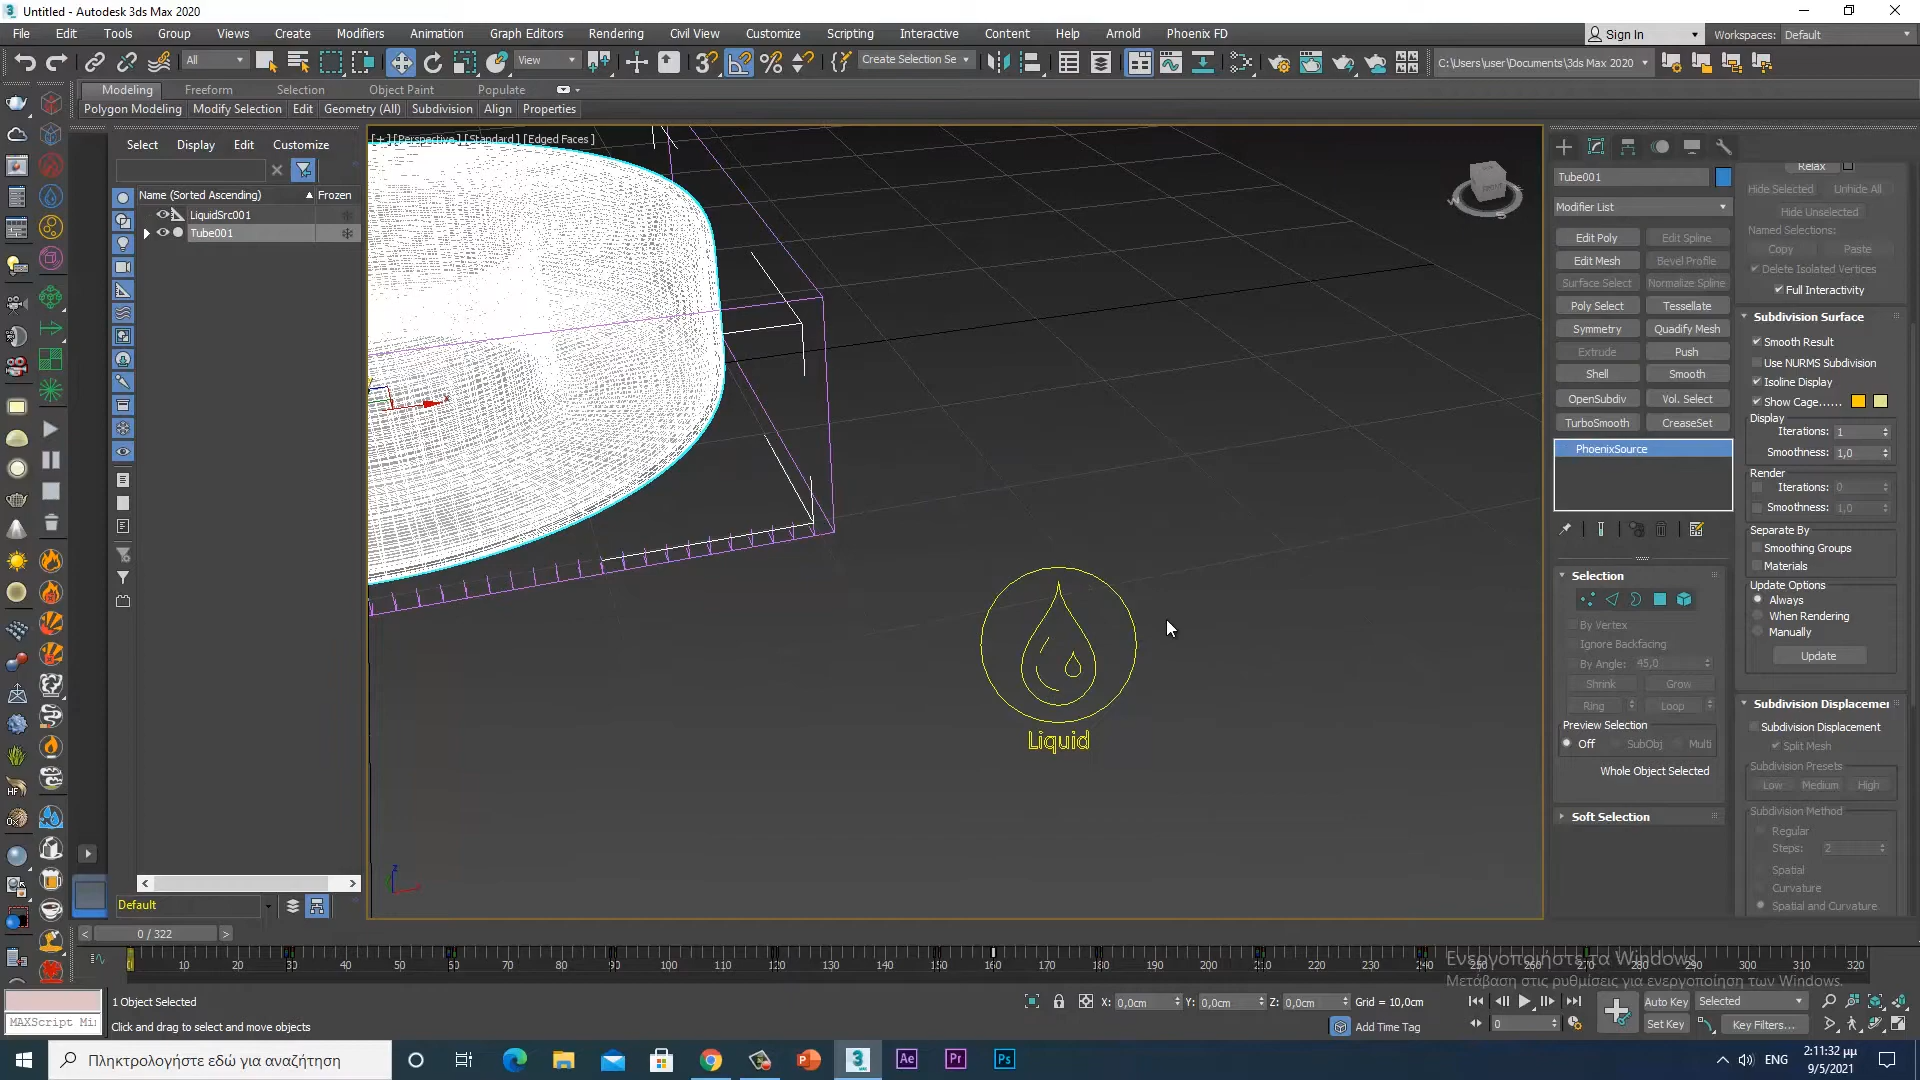 Untitled - Autodesk 3ds Max 2020
File Edit Tools Group Views Create Modifiers Animation Graph Editors Rendering Civil View Customize Scripting Interactive Content Help Arnold Phoenix FD
Sign In Workspaces: Default
All View Create Selection Se C:\Users\user\Documents\3ds Max 2020
Modeling Freeform Selection Object Paint Populate
Polygon Modeling Modify Selection Edit Geometry (All) Subdivision Align Properties
Select Display Edit Customize
Name (Sorted Ascending) Frozen
LiquidSrc001
Tube001
[+] [Perspective] [Standard] [Edged Faces]
Liquid
Tube001
Modifier List
Edit Poly Edit Spline
Edit Mesh Bevel Profile
Surface Select Normalize Spline
Poly Select Tessellate
Symmetry Quadify Mesh
Extrude Push
Shell Smooth
OpenSubdiv Vol. Select
TurboSmooth CreaseSet
PhoenixSource
Selection
By Vertex
Ignore Backfacing
By Angle: 45,0
Shrink Grow
Ring Loop
Preview Selection
Off SubObj Multi
Whole Object Selected
Soft Selection
Relax
Hide Selected Unhide All
Hide Unselected
Named Selections:
Copy Paste
Delete Isolated Vertices
Full Interactivity
Subdivision Surface
Smooth Result
Use NURMS Subdivision
Isoline Display
Show Cage......
Display
Iterations: 1
Smoothness: 1,0
Render
Iterations: 0
Smoothness: 1,0
Separate By
Smoothing Groups
Materials
Update Options
Always
When Rendering
Manually
Update
Subdivision Displacemen
Subdivision Displacement
Split Mesh
Subdivision Presets
Low Medium High
Subdivision Method
Regular
Steps: 2
Spatial
Curvature
Spatial and Curvature
Default
0 / 322
10 20 30 40 50 60 70 80 90 100 110 120 130 140 150 160 170 180 190 200 210 220 230 240 250 260 270 280 290 300 310 320
Ενεργοποιήστε τα Windows
Μετάβαση στις ρυθμίσεις για ενεργοποίηση των Windows.
1 Object Selected
X: 0,0cm Y: 0,0cm Z: 0,0cm Grid = 10,0cm
Auto Key Selected
MAXScript Mi
Click and drag to select and move objects
Add Time Tag
0 Set Key Key Filters...
Πληκτρολογήστε εδώ για αναζήτηση
Ae Pr Ps
ENG
2:11:32 μμ
9/5/2021